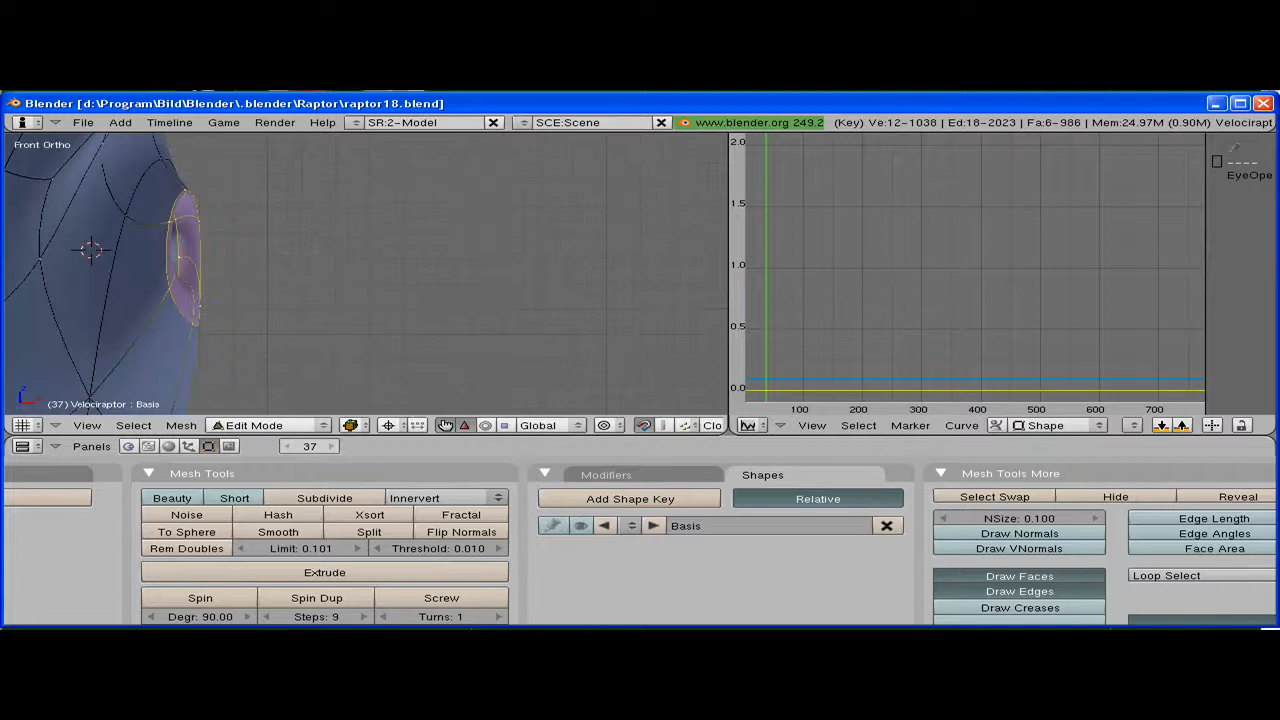 Blender [d:\Program\Bild\Blender\.blender\Raptor\raptor18.blend]
File Add Timeline Game Render Help SR:2-Model SCE:Scene www.blender.org 249.2 (Key) Ve:12-1038 | Ed:18-2023 | Fa:6-986 | Mem:24.97M (0.90M) Velocirapt
Front Ortho
2.0
EyeOpe
1.5
1.0
0.5
0.0
z
(37) Velociraptor : Basis
100 200 300 400 500 600 700
View Select Mesh Edit Mode Global Clo View Select Marker Curve Shape
Panels 37
Mesh Tools Modifiers Shapes Mesh Tools More
Beauty Short Subdivide Innervert Add Shape Key Relative Select Swap Hide Reveal
Noise Hash Xsort Fractal Basis NSize: 0.100 Edge Length
To Sphere Smooth Split Flip Normals Draw Normals Edge Angles
Rem Doubles Limit: 0.101 Threshold: 0.010 Draw VNormals Face Area
Extrude Draw Faces Loop Select
Draw Edges
Spin Spin Dup Screw Draw Creases
Degr: 90.00 Steps: 9 Turns: 1